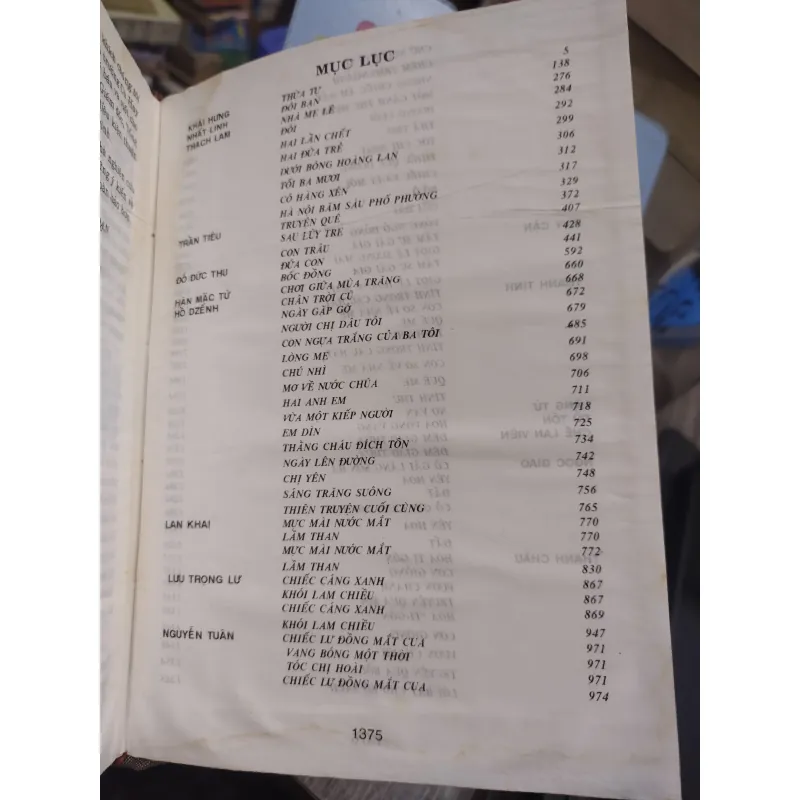 MỤC LỤC
KHÁI HƯNG THỪA TỰ 5
NHẤT LINH ĐÔI BẠN 138
THẠCH LAM NHÀ MẸ LÊ 276
ĐÓI 284
HAI LẦN CHẾT 292
HAI ĐỨA TRẺ 299
DƯỚI BÓNG HOÀNG LAN 306
TỐI BA MƯƠI 312
CÔ HÀNG XÉN 317
HÀ NỘI BĂM SÁU PHỐ PHƯỜNG 329
TRUYỆN QUÊ 372
TRẦN TIÊU SAU LŨY TRE 407
CON TRÂU 428
ĐỖ ĐỨC THU ĐỨA CON 441
BỐC ĐỒNG 592
HÀN MẶC TỬ CHƠI GIỮA MÙA TRĂNG 660
HỒ DZẾNH CHÂN TRỜI CŨ 668
NGÀY GẶP GỠ 672
NGƯỜI CHỊ DÂU TÔI 679
CON NGỰA TRẮNG CỦA BA TÔI 685
LÒNG MẸ 691
CHÚ NHÌ 698
MƠ VỀ NƯỚC CHÚA 706
HAI ANH EM 711
VỪA MỘT KIẾP NGƯỜI 718
EM DÌN 725
THẰNG CHÁU ĐÍCH TÔN 734
NGÀY LÊN ĐƯỜNG 742
CHỊ YÊN 748
SÁNG TRĂNG SUÔNG 756
THIÊN TRUYỆN CUỐI CÙNG 765
LAN KHAI MỰC MÀI NƯỚC MẮT 770
LẦM THAN 770
MỰC MÀI NƯỚC MẮT 772
LẦM THAN 830
LƯU TRỌNG LƯ CHIẾC CÁNG XANH 867
KHÓI LAM CHIỀU 867
CHIẾC CÁNG XANH 869
KHÓI LAM CHIỀU 947
NGUYỄN TUÂN CHIẾC LƯ ĐỒNG MẮT CUA 971
VANG BÓNG MỘT THỜI 971
TÓC CHỊ HOÀI 971
CHIẾC LƯ ĐỒNG MẮT CUA 974
1375